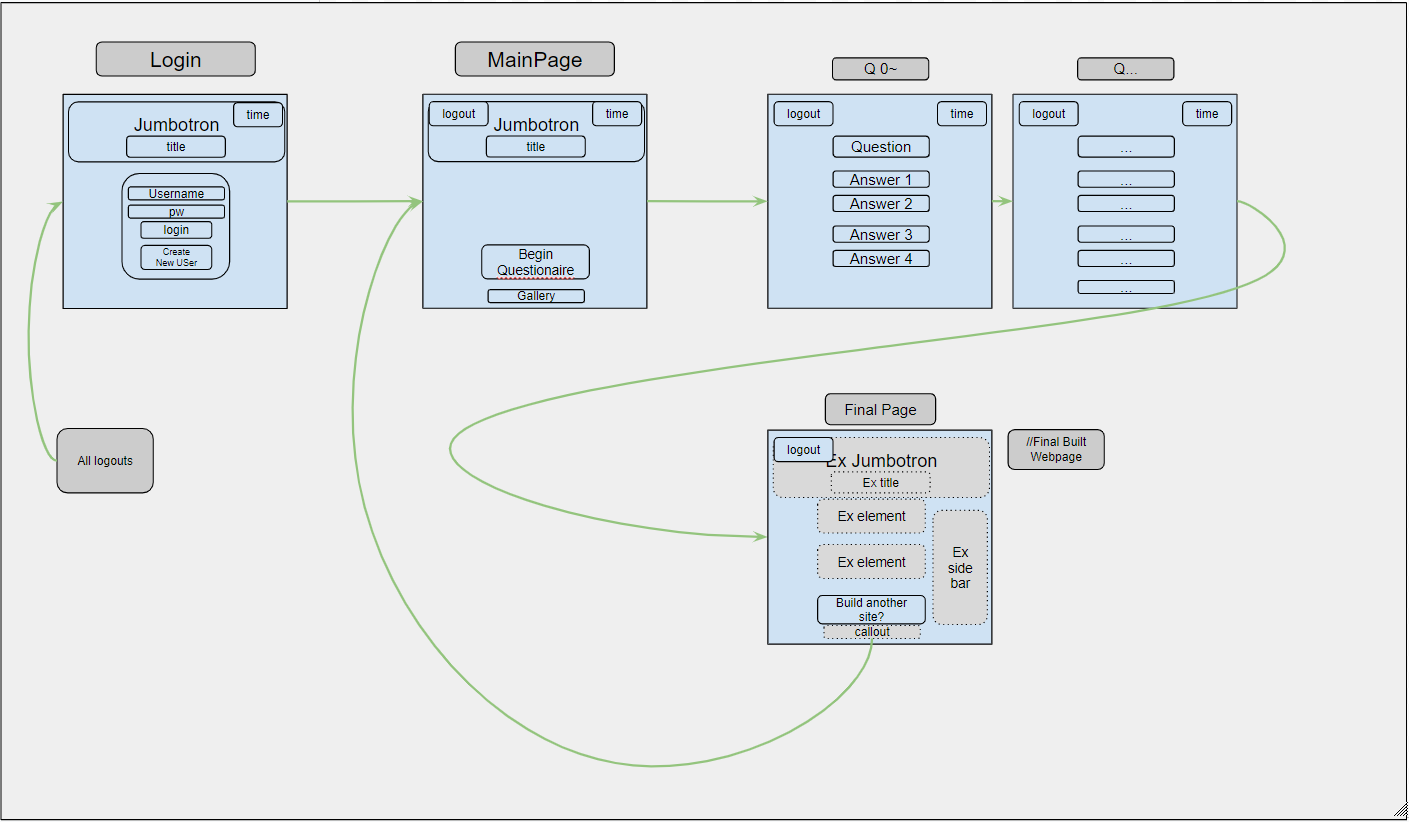 Login
MainPage
Q 0~
Q...
time
Jumbotron
title
Username
pw
login
Create
New USer
logout
time
Jumbotron
title
Begin
Questionaire
Gallery
logout
time
Question
Answer 1
Answer 2
Answer 3
Answer 4
logout
time
...
...
...
...
...
...
All logouts
Final Page
logout
Ex Jumbotron
Ex title
Ex element
Ex element
Ex
side
bar
Build another
site?
callout
//Final Built
Webpage